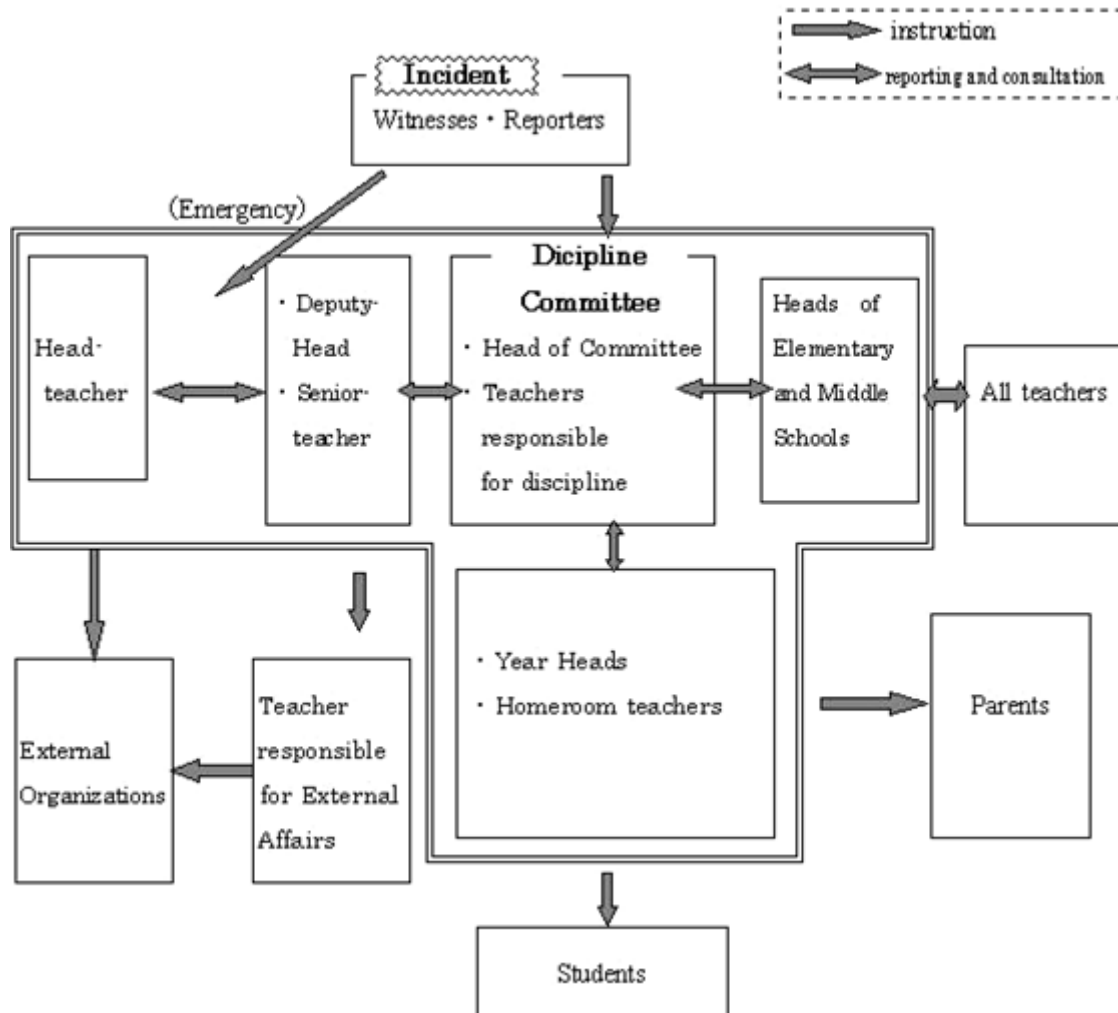 instruction
reporting and consultation
Incident
Witnesses・Reporters
(Emergency)
Head-
teacher
・Deputy-
Head
・Senior-
teacher
Dicipline
Committee
・Head of Committee
・Teachers
responsible
for discipline
Heads of
Elementary
and Middle
Schools
All teachers
・Year Heads
・Homeroom teachers
External
Organizations
Teacher
responsible
for External
Affairs
Parents
Students